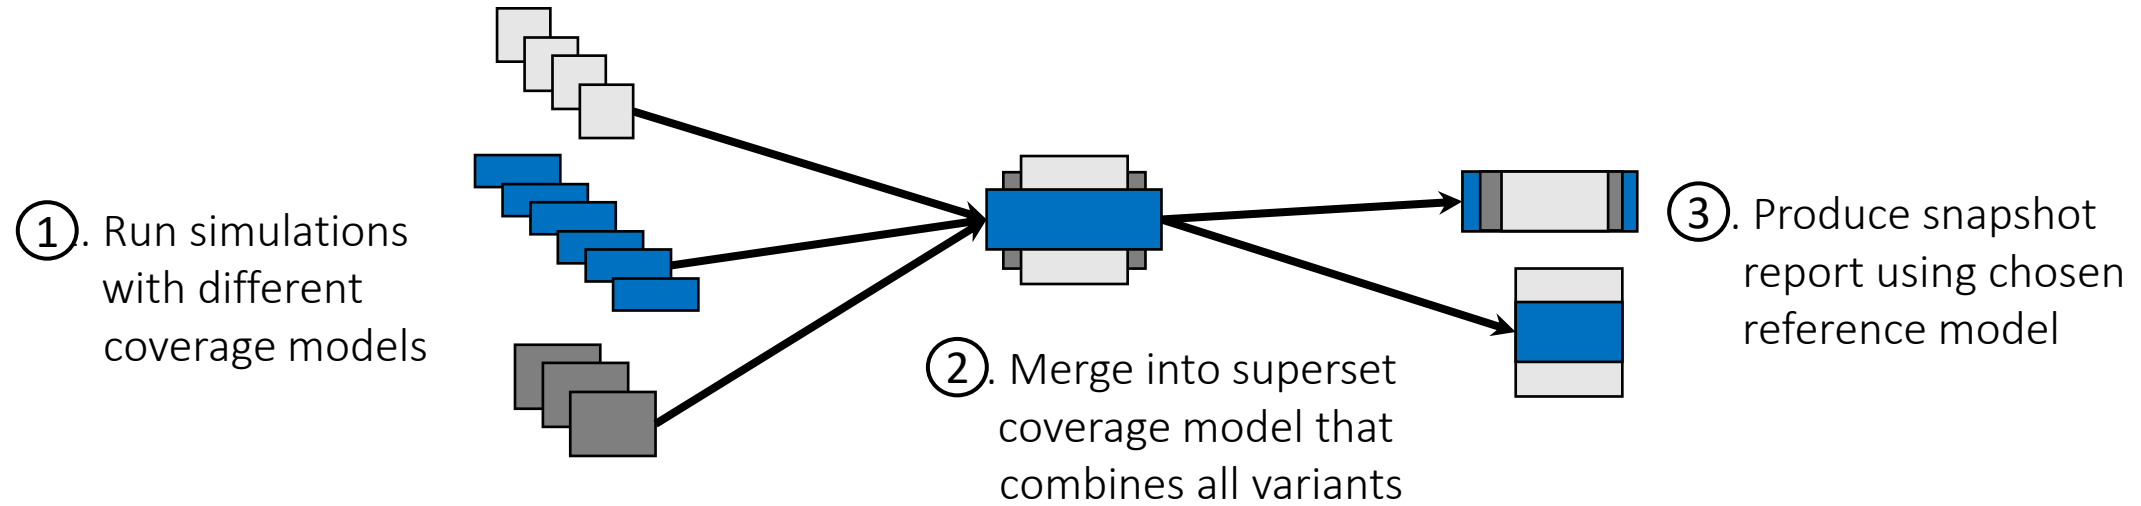 1. Run simulations
with different
coverage models
2. Merge into superset
coverage model that
combines all variants
3. Produce snapshot
report using chosen
reference model